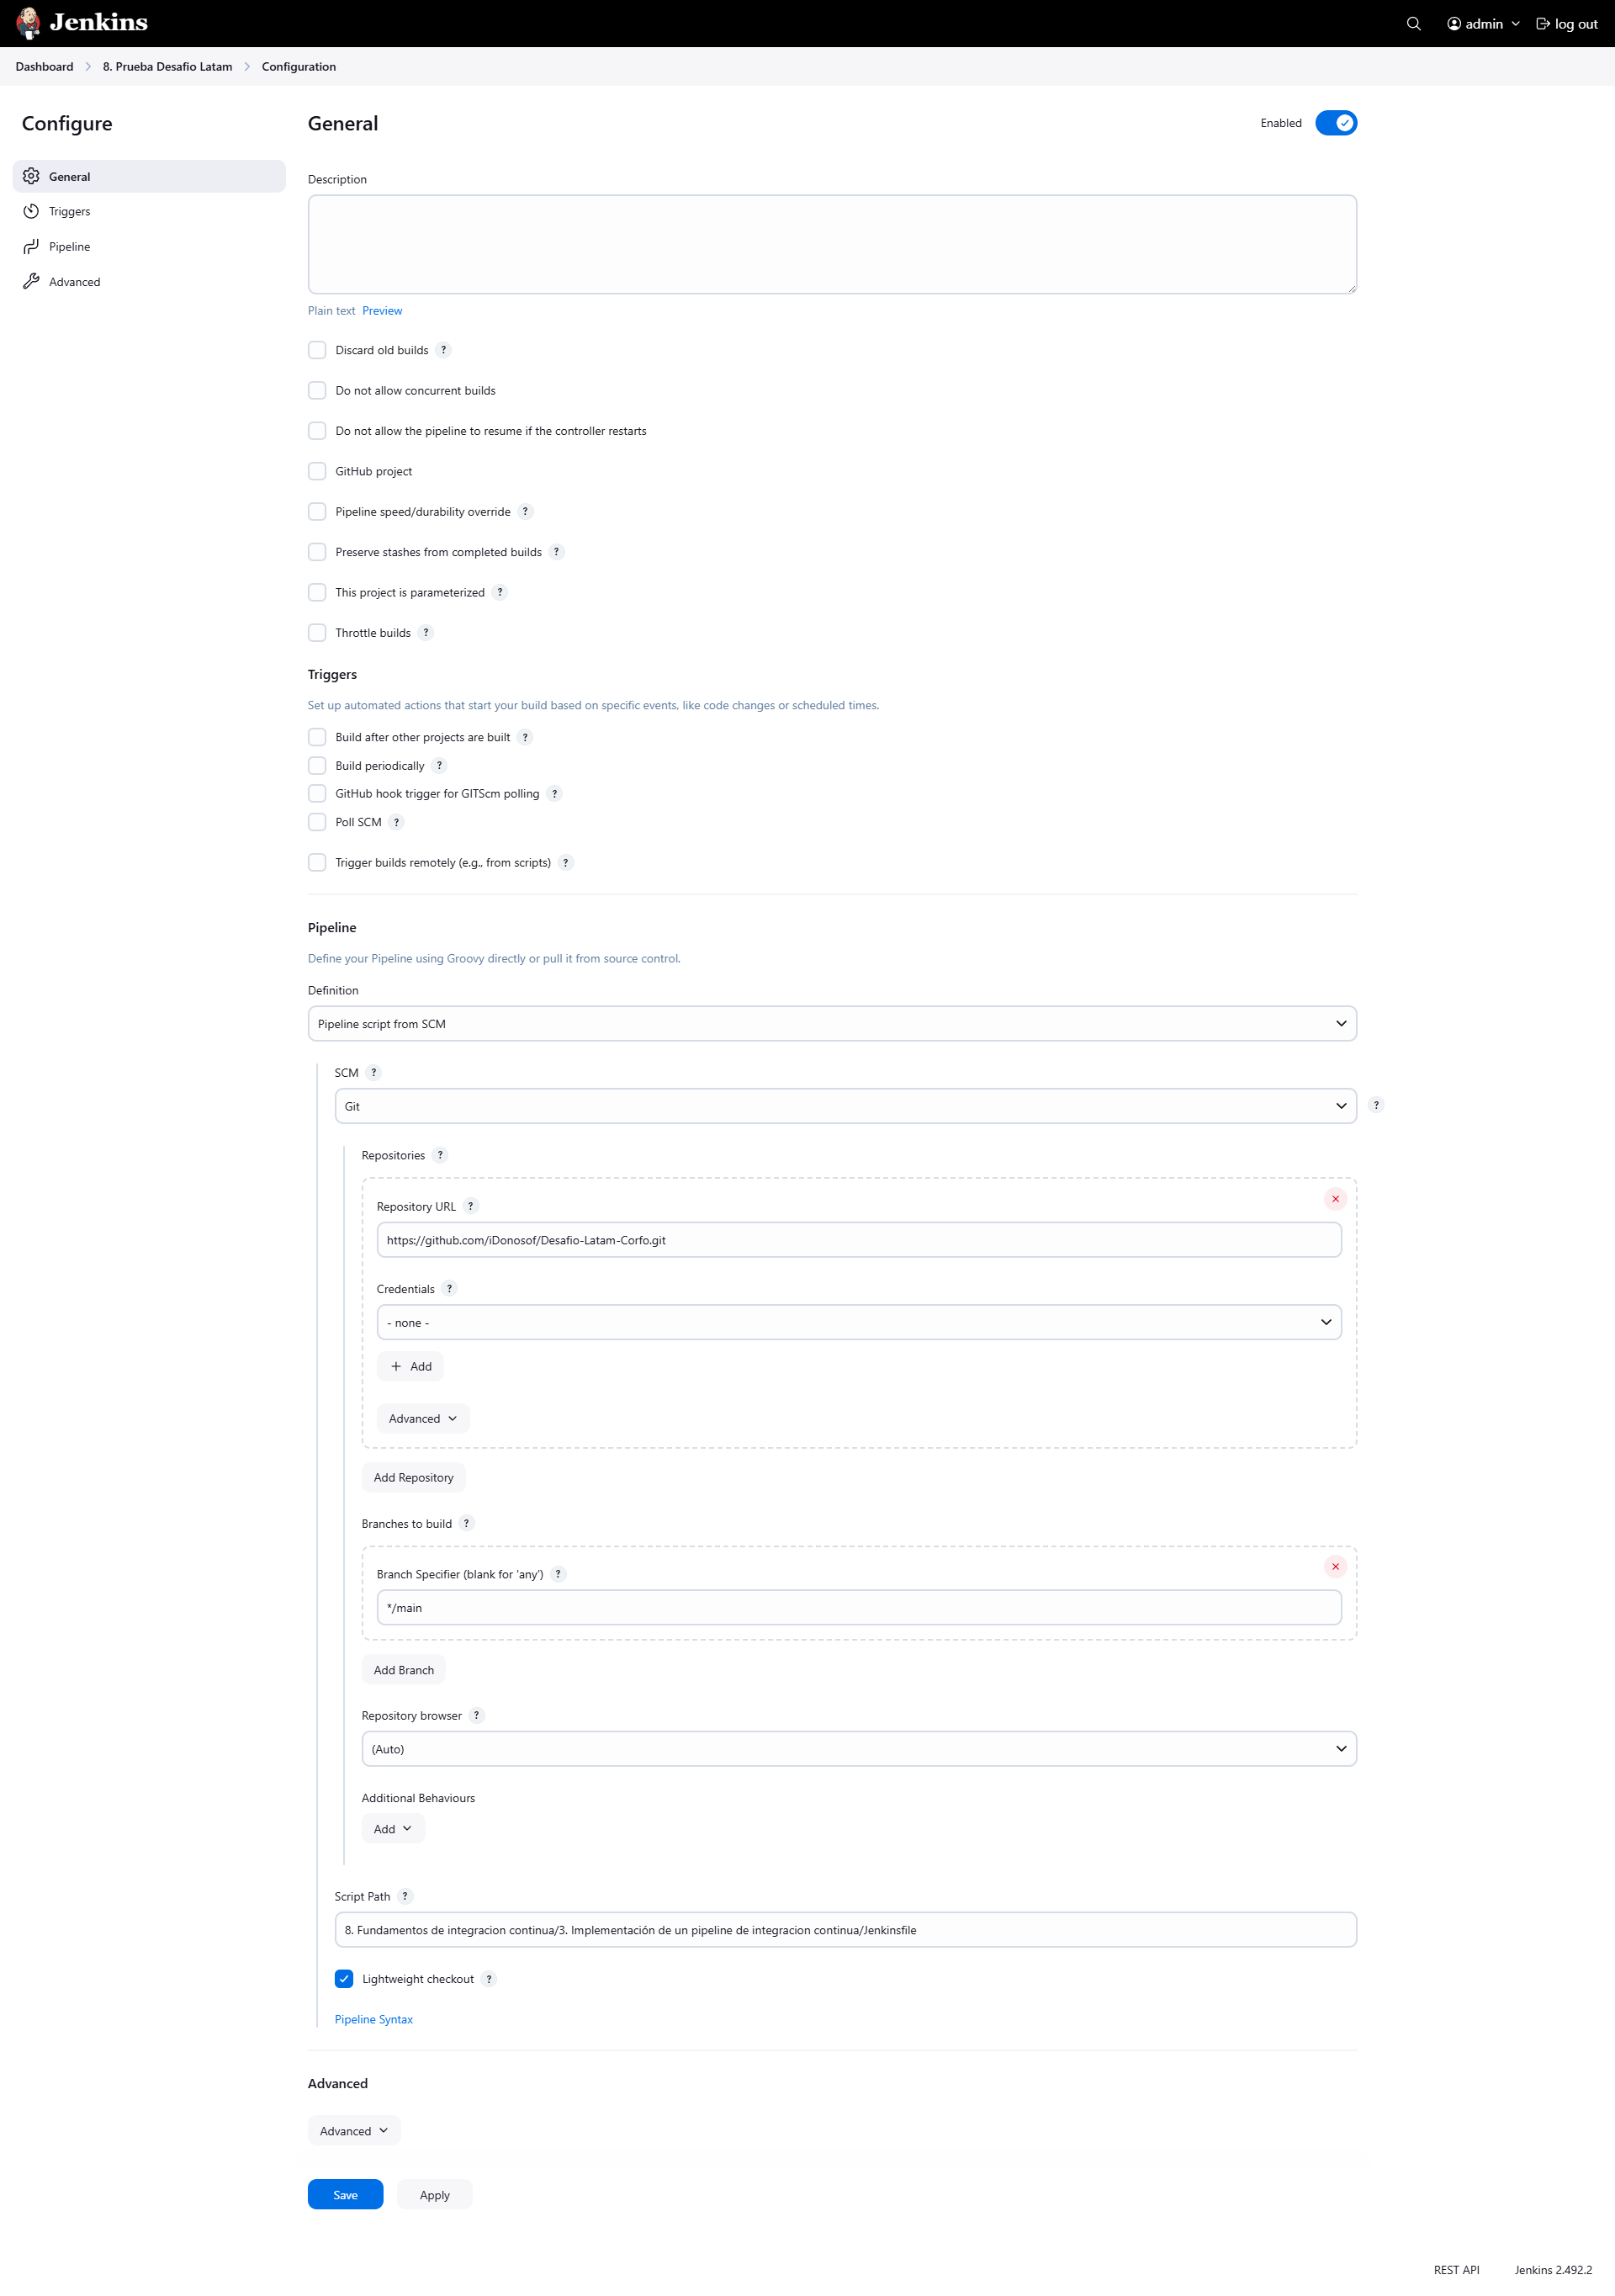 Jenkins
admin
log out
Dashboard
8. Prueba Desafio Latam
Configuration
Configure
General
Triggers
Pipeline
Advanced
General
Enabled
Description
Plain text Preview
Discard old builds ?
Do not allow concurrent builds
Do not allow the pipeline to resume if the controller restarts
GitHub project
Pipeline speed/durability override ?
Preserve stashes from completed builds ?
This project is parameterized ?
Throttle builds ?
Triggers
Set up automated actions that start your build based on specific events, like code changes or scheduled times.
Build after other projects are built ?
Build periodically ?
GitHub hook trigger for GITScm polling ?
Poll SCM ?
Trigger builds remotely (e.g., from scripts) ?
Pipeline
Define your Pipeline using Groovy directly or pull it from source control.
Definition
Pipeline script from SCM
SCM ?
Git
?
Repositories ?
Repository URL ?
https://github.com/iDonosof/Desafio-Latam-Corfo.git
Credentials ?
- none -
+ Add
Advanced
Add Repository
Branches to build ?
Branch Specifier (blank for 'any') ?
*/main
Add Branch
Repository browser ?
(Auto)
Additional Behaviours
Add
Script Path ?
8. Fundamentos de integracion continua/3. Implementación de un pipeline de integracion continua/Jenkinsfile
Lightweight checkout ?
Pipeline Syntax
Advanced
Advanced
Save
Apply
REST API
Jenkins 2.492.2